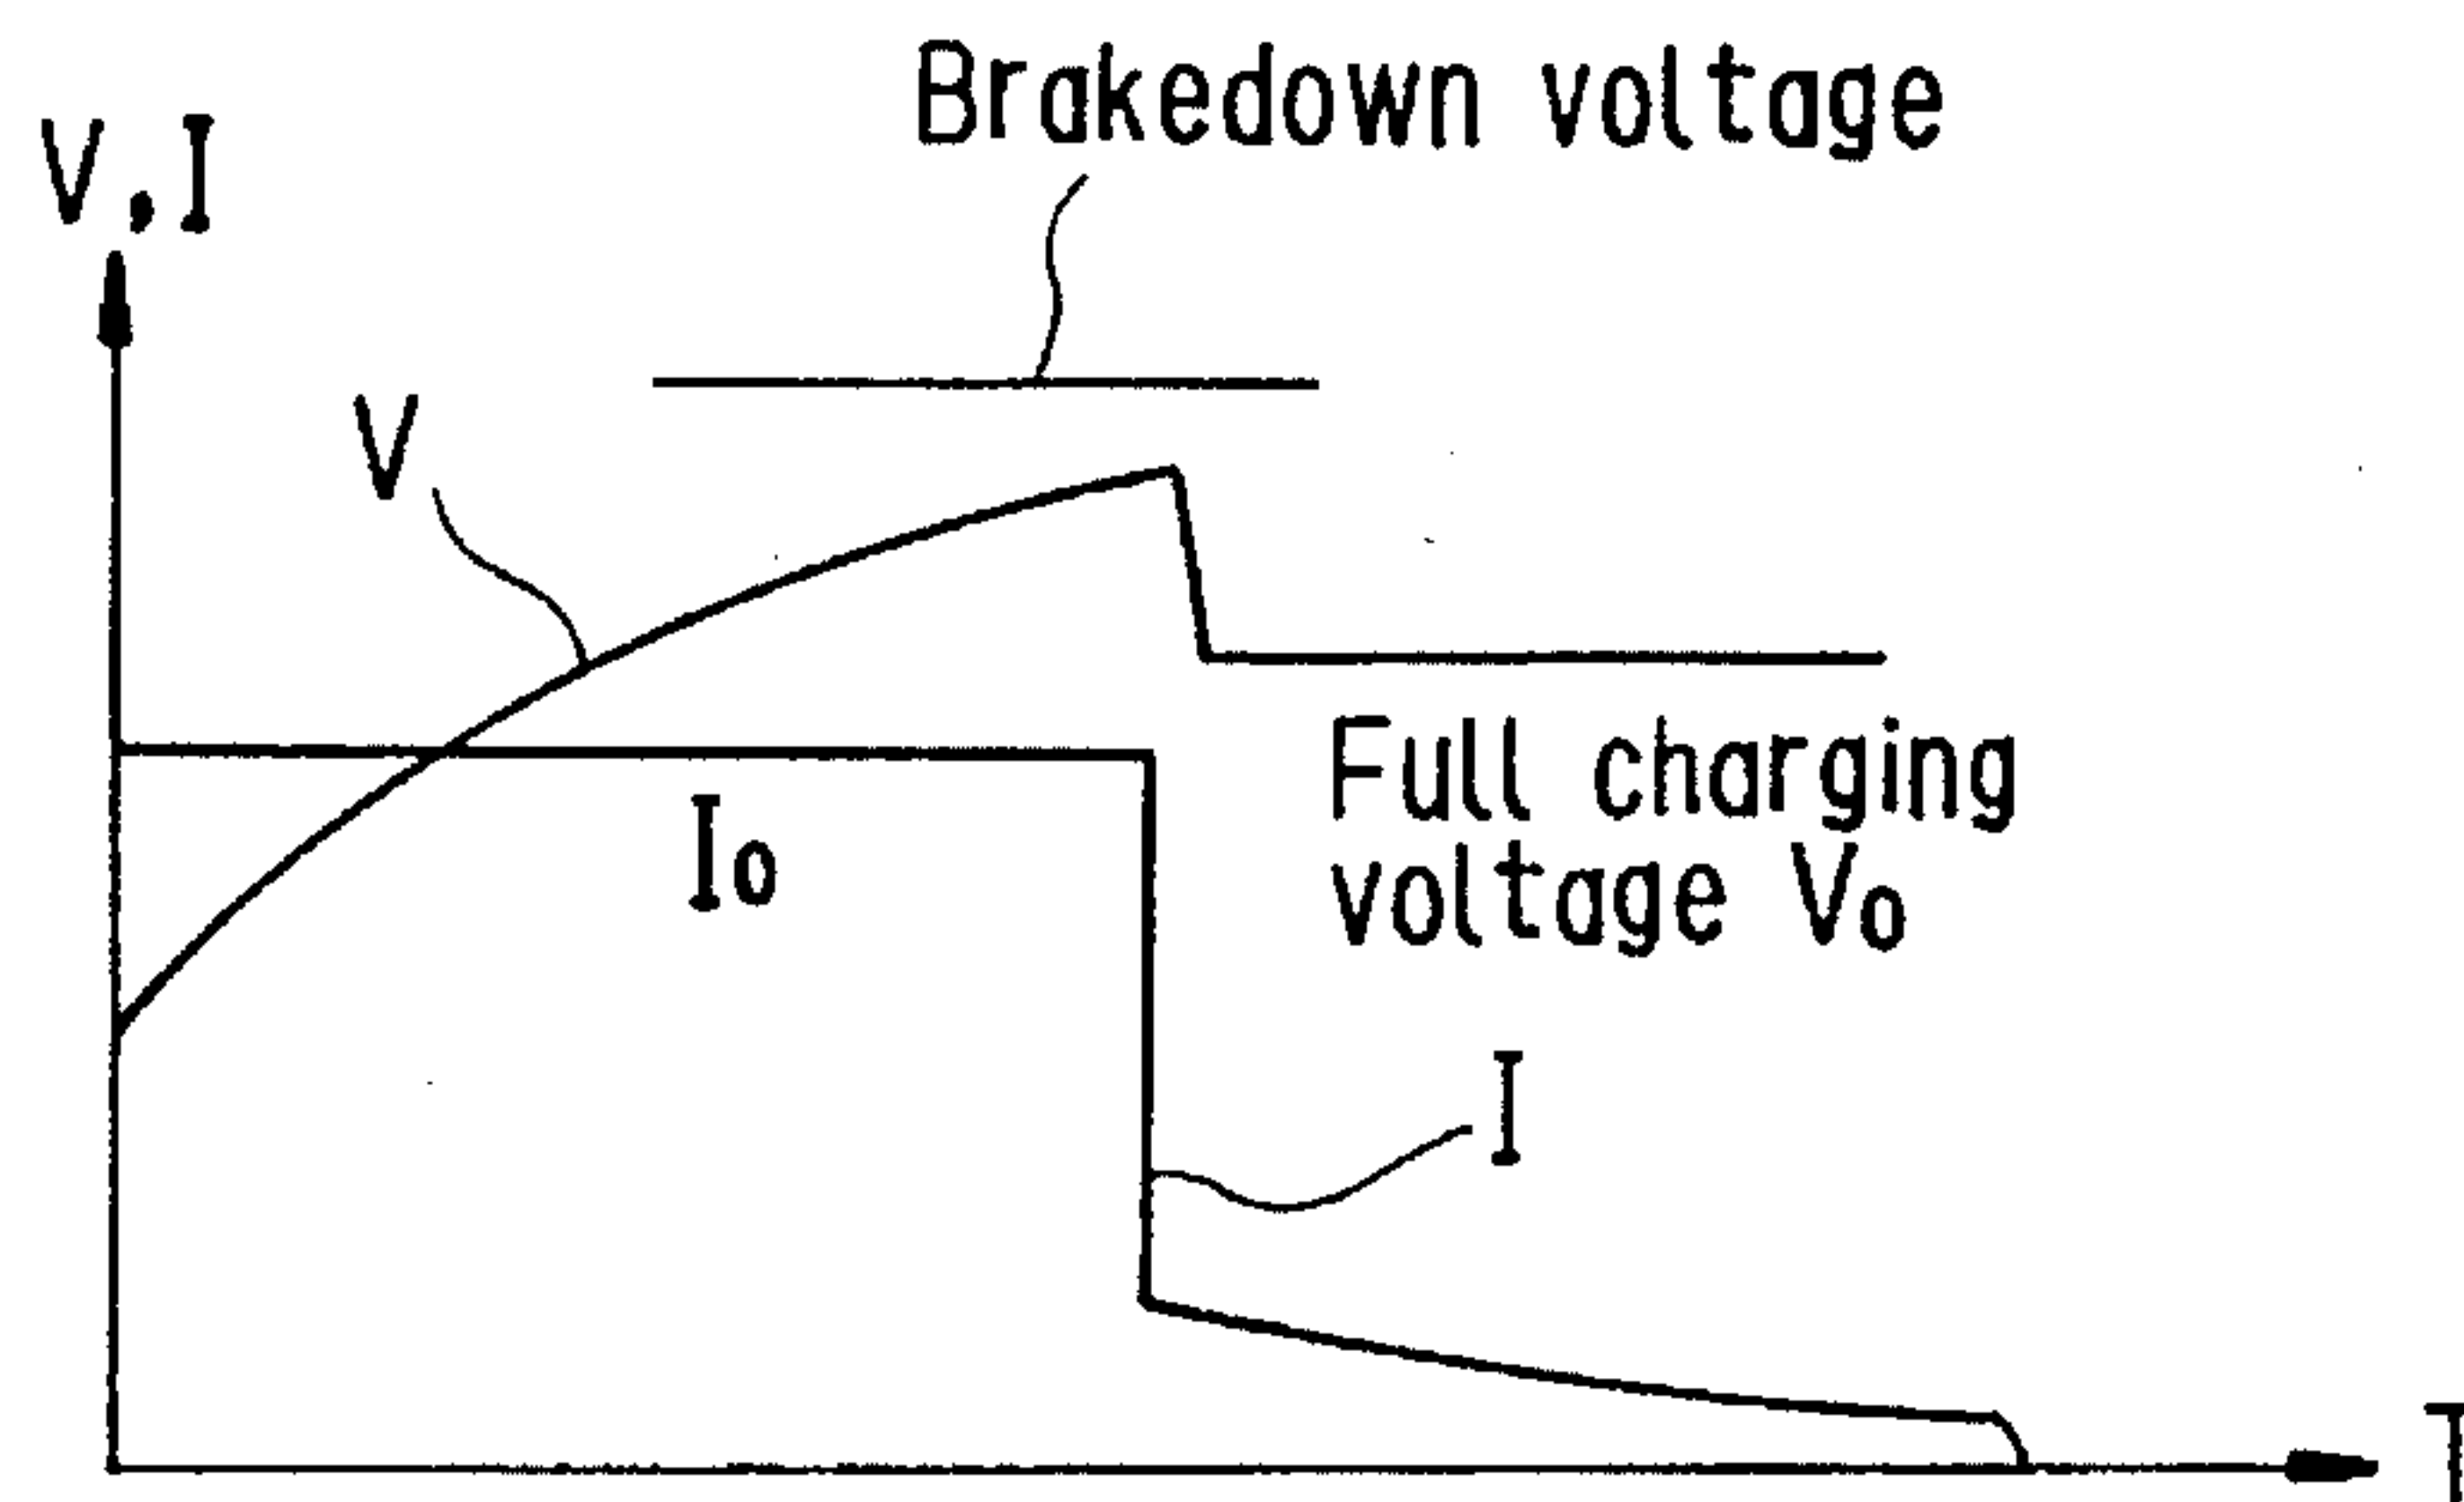 Brakedown voltage
V,I
V
I₀
Full charging
voltage V₀
I
T